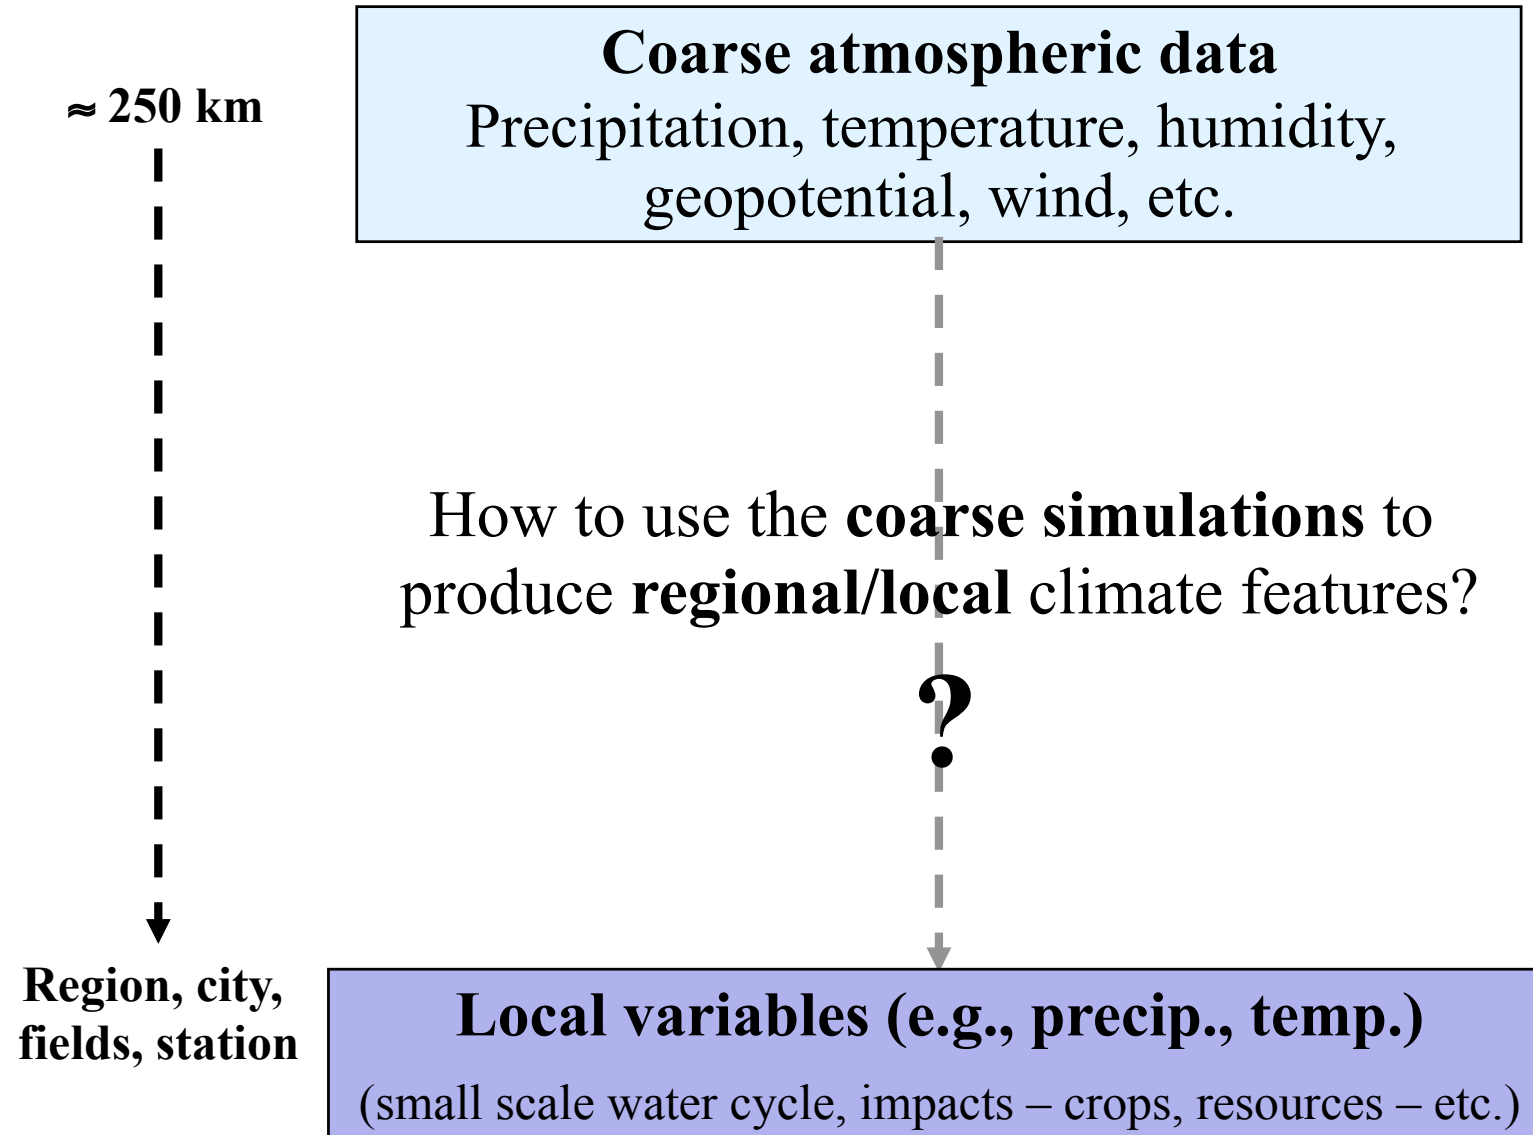 Coarse atmospheric data
≈ 250 km
Precipitation, temperature, humidity,
geopotential, wind, etc.
How to use the coarse simulations to
produce regional/local climate features?
?
Region, city,
fields, station
Local variables (e.g., precip., temp.)
(small scale water cycle, impacts – crops, resources – etc.)